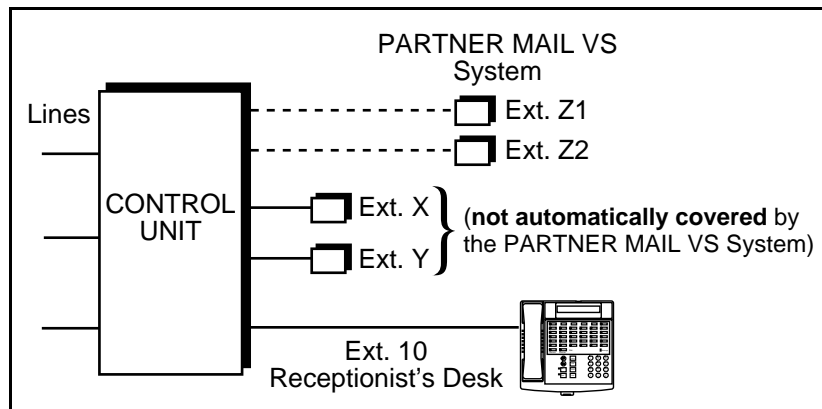 PARTNER MAIL VS
System
Lines
Ext. Z1
Ext. Z2
CONTROL
UNIT
Ext. X
Ext. Y
(not automatically covered by
the PARTNER MAIL VS System)
Ext. 10
Receptionist's Desk